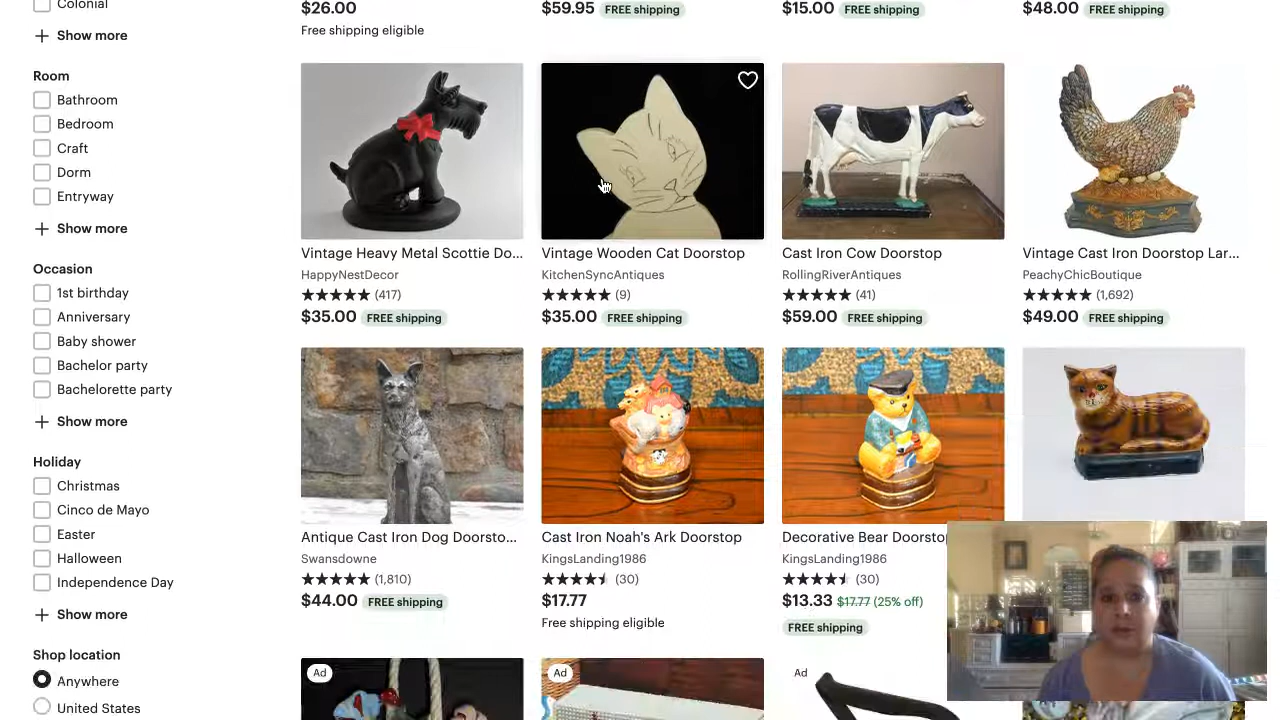 Colonial
Show more
Room
Bathroom
Bedroom
Craft
Dorm
Entryway
Show more
Occasion
1st birthday
Anniversary
Baby shower
Bachelor party
Bachelorette party
Show more
Holiday
Christmas
Cinco de Mayo
Easter
Halloween
Independence Day
Show more
Shop location
Anywhere
United States
$26.00
Free shipping eligible
$59.95 FREE shipping
$15.00 FREE shipping
$48.00 FREE shipping
Vintage Heavy Metal Scottie Do...
HappyNestDecor
★★★★★ (417)
$35.00 FREE shipping
Vintage Wooden Cat Doorstop
KitchenSyncAntiques
★★★★★ (9)
$35.00 FREE shipping
Cast Iron Cow Doorstop
RollingRiverAntiques
★★★★★ (41)
$59.00 FREE shipping
Vintage Cast Iron Doorstop Lar...
PeachyChicBoutique
★★★★★ (1,692)
$49.00 FREE shipping
Antique Cast Iron Dog Doorsto...
Swansdowne
★★★★★ (1,810)
$44.00 FREE shipping
Cast Iron Noah's Ark Doorstop
KingsLanding1986
(30)
$17.77
Free shipping eligible
Decorative Bear Doorstop
KingsLanding1986
(30)
$13.33 $17.77 (25% off)
FREE shipping
Ad
Ad
Ad